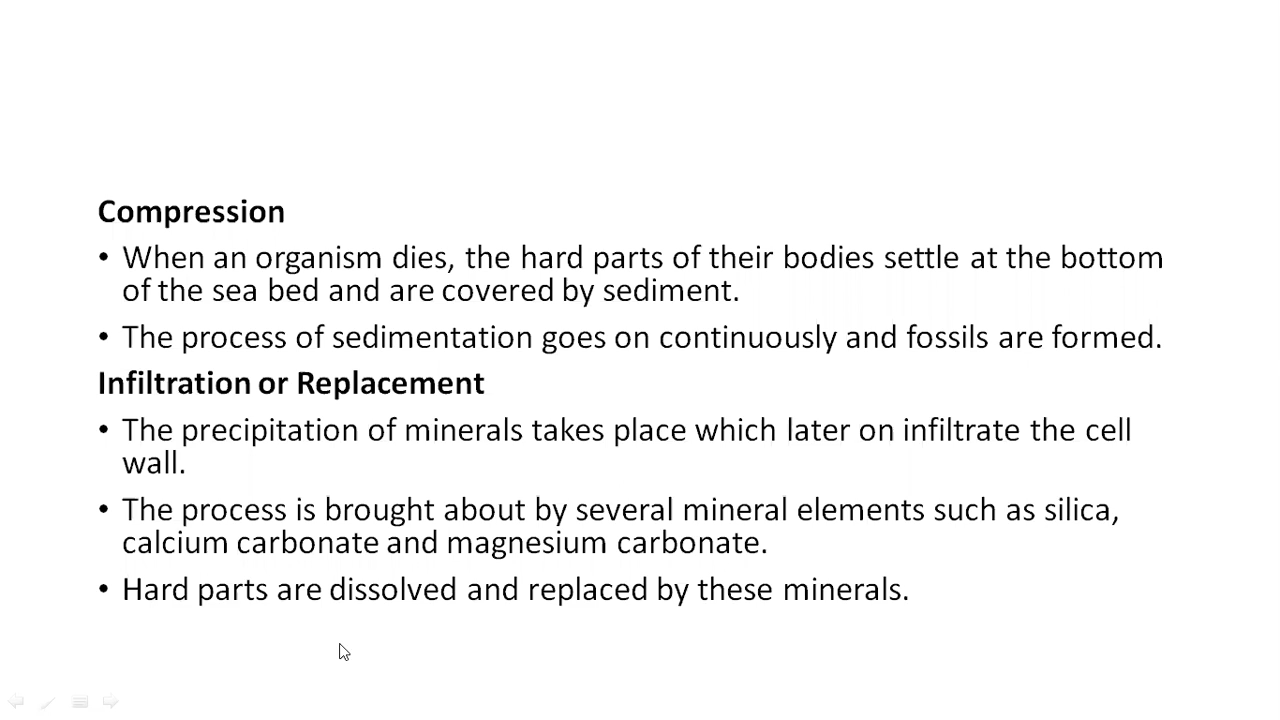 Compression
• When an organism dies, the hard parts of their bodies settle at the bottom
of the sea bed and are covered by sediment.
• The process of sedimentation goes on continuously and fossils are formed.
Infiltration or Replacement
• The precipitation of minerals takes place which later on infiltrate the cell
wall.
• The process is brought about by several mineral elements such as silica,
calcium carbonate and magnesium carbonate.
• Hard parts are dissolved and replaced by these minerals.